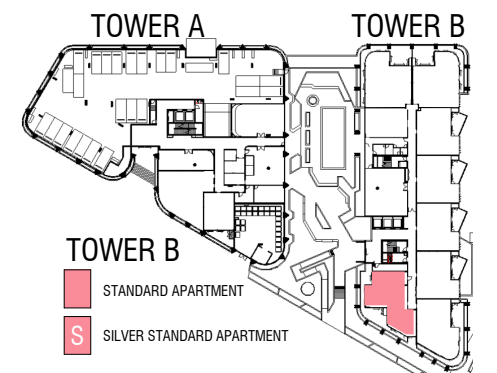 TOWER A
TOWER B
TOWER B
STANDARD APARTMENT
S
SILVER STANDARD APARTMENT